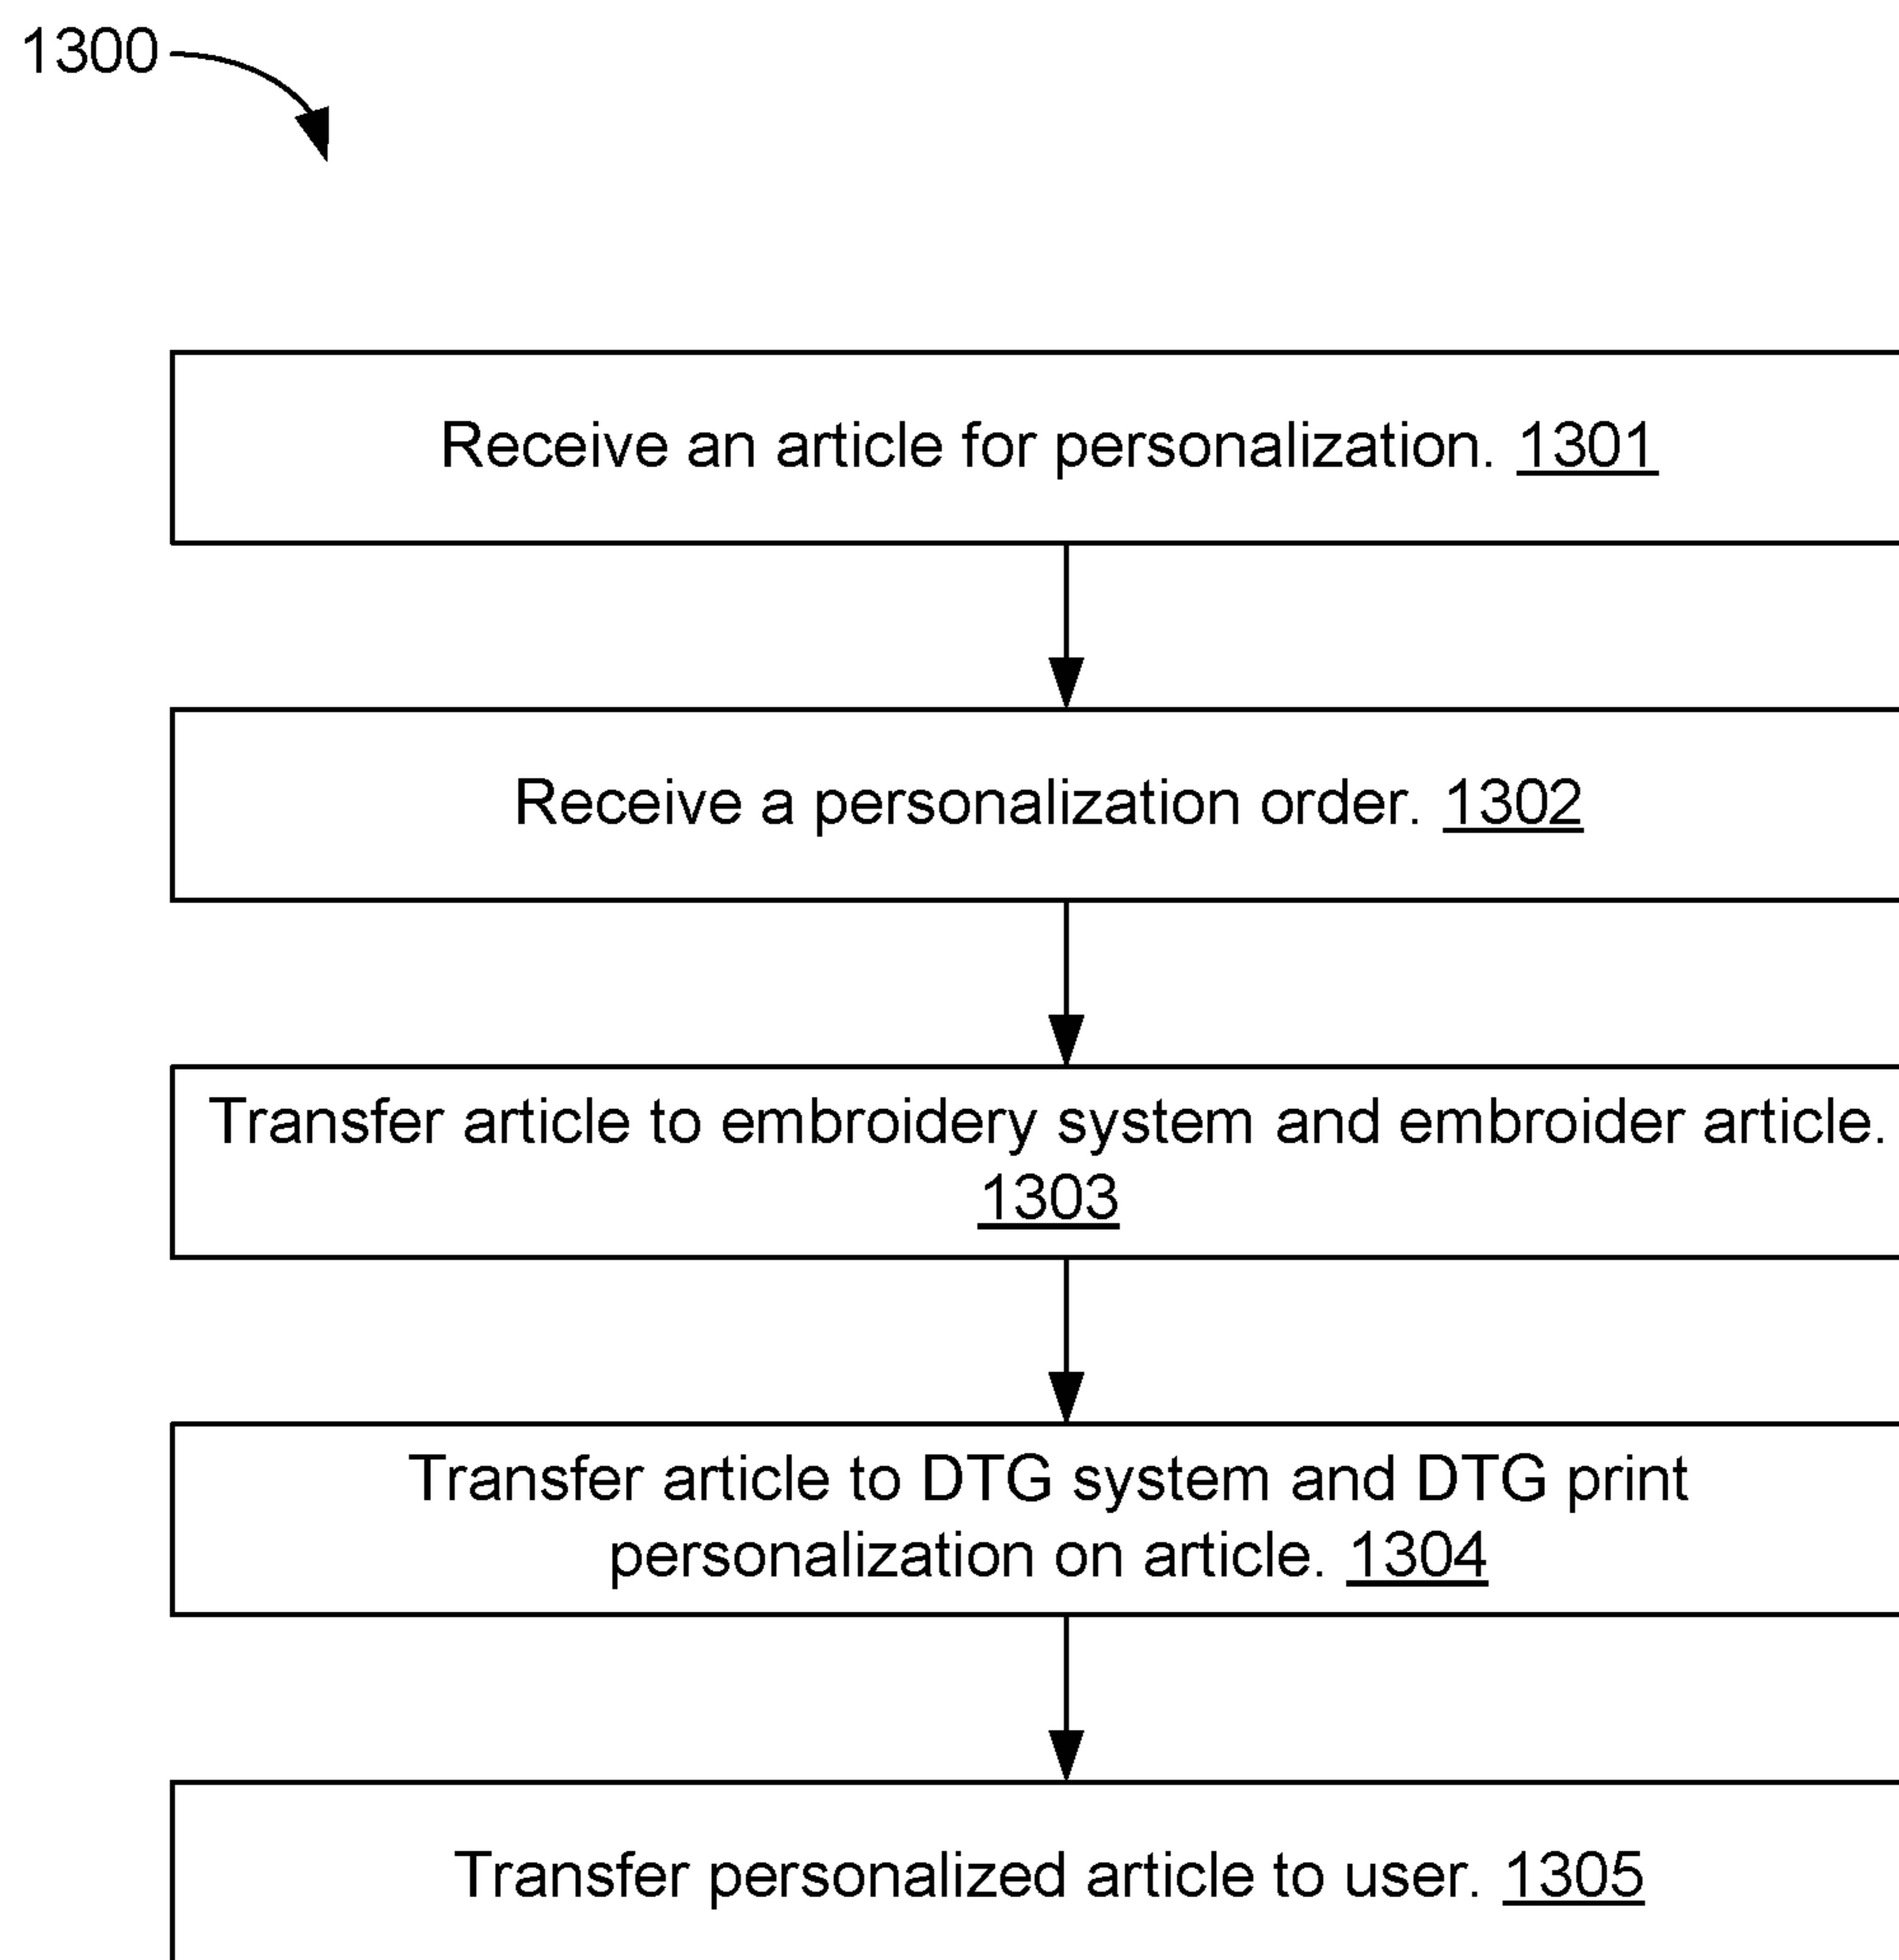 1300
Receive an article for personalization. 1301
Receive a personalization order. 1302
Transfer article to embroidery system and embroider article.
1303
Transfer article to DTG system and DTG print
personalization on article. 1304
Transfer personalized article to user. 1305